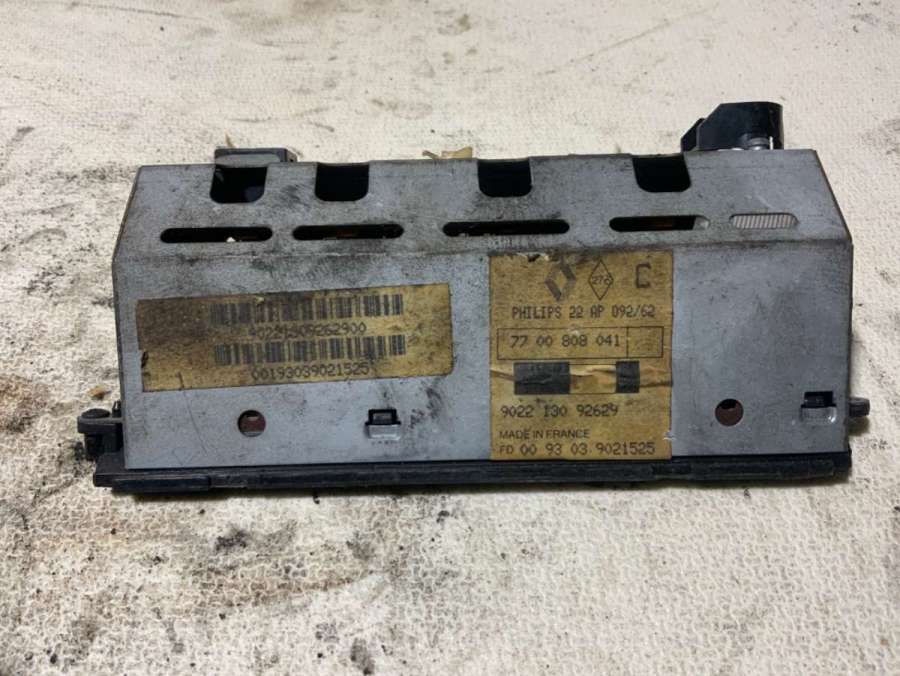 00193039021525
276
C
PHILIPS 22 AP 092/62
77 00 808 041
9022 130 92629
MADE IN FRANCE
FD 00 93 03 9021525